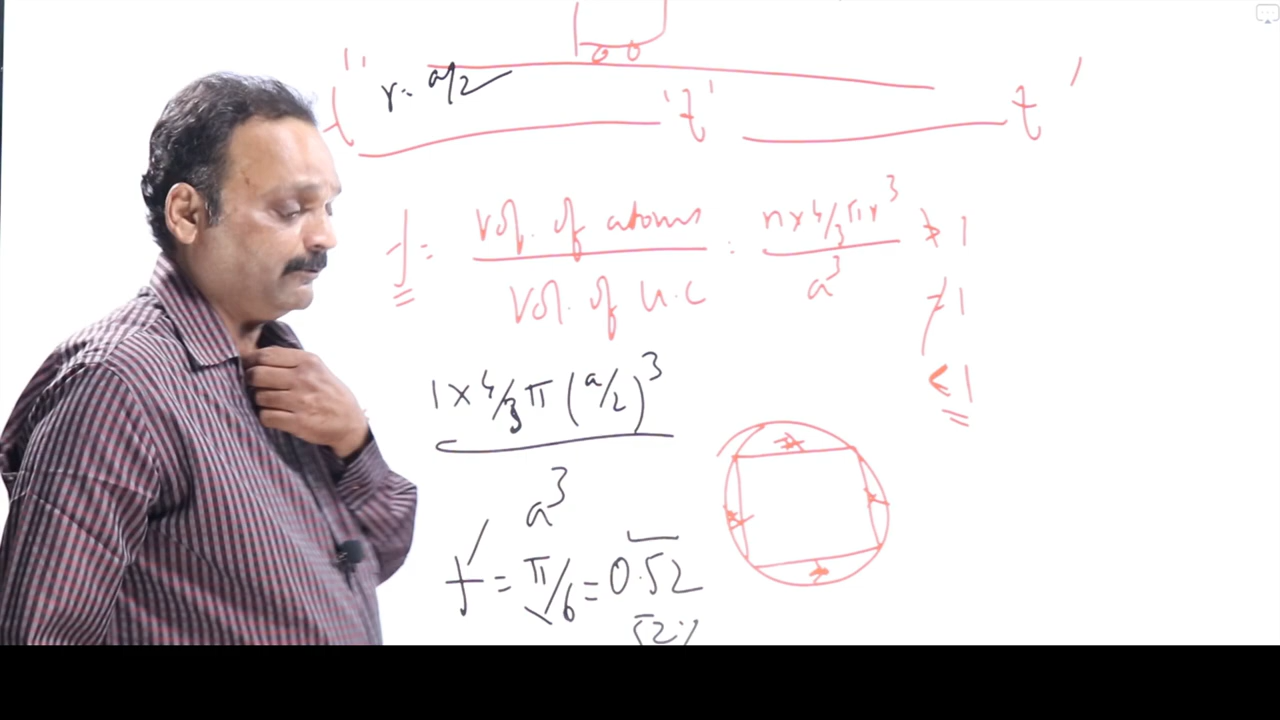 r = a/2
't'
f = Vol. of atoms / Vol. of u.c = n x 4/3 π r³ / a³ ≯ 1
≠ 1
< 1
1 x 4/3 π (a/2)³ / a³
f = π/6 = 0.52
52%